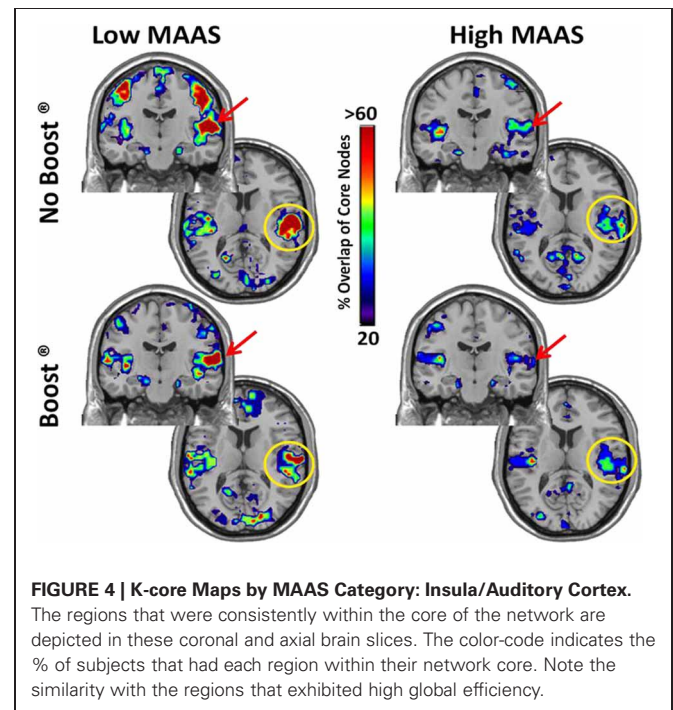 Low MAAS
High MAAS
No Boost ®
>60
% Overlap of Core Nodes
20
Boost ®
FIGURE 4 | K-core Maps by MAAS Category: Insula/Auditory Cortex.
The regions that were consistently within the core of the network are
depicted in these coronal and axial brain slices. The color-code indicates the
% of subjects that had each region within their network core. Note the
similarity with the regions that exhibited high global efficiency.